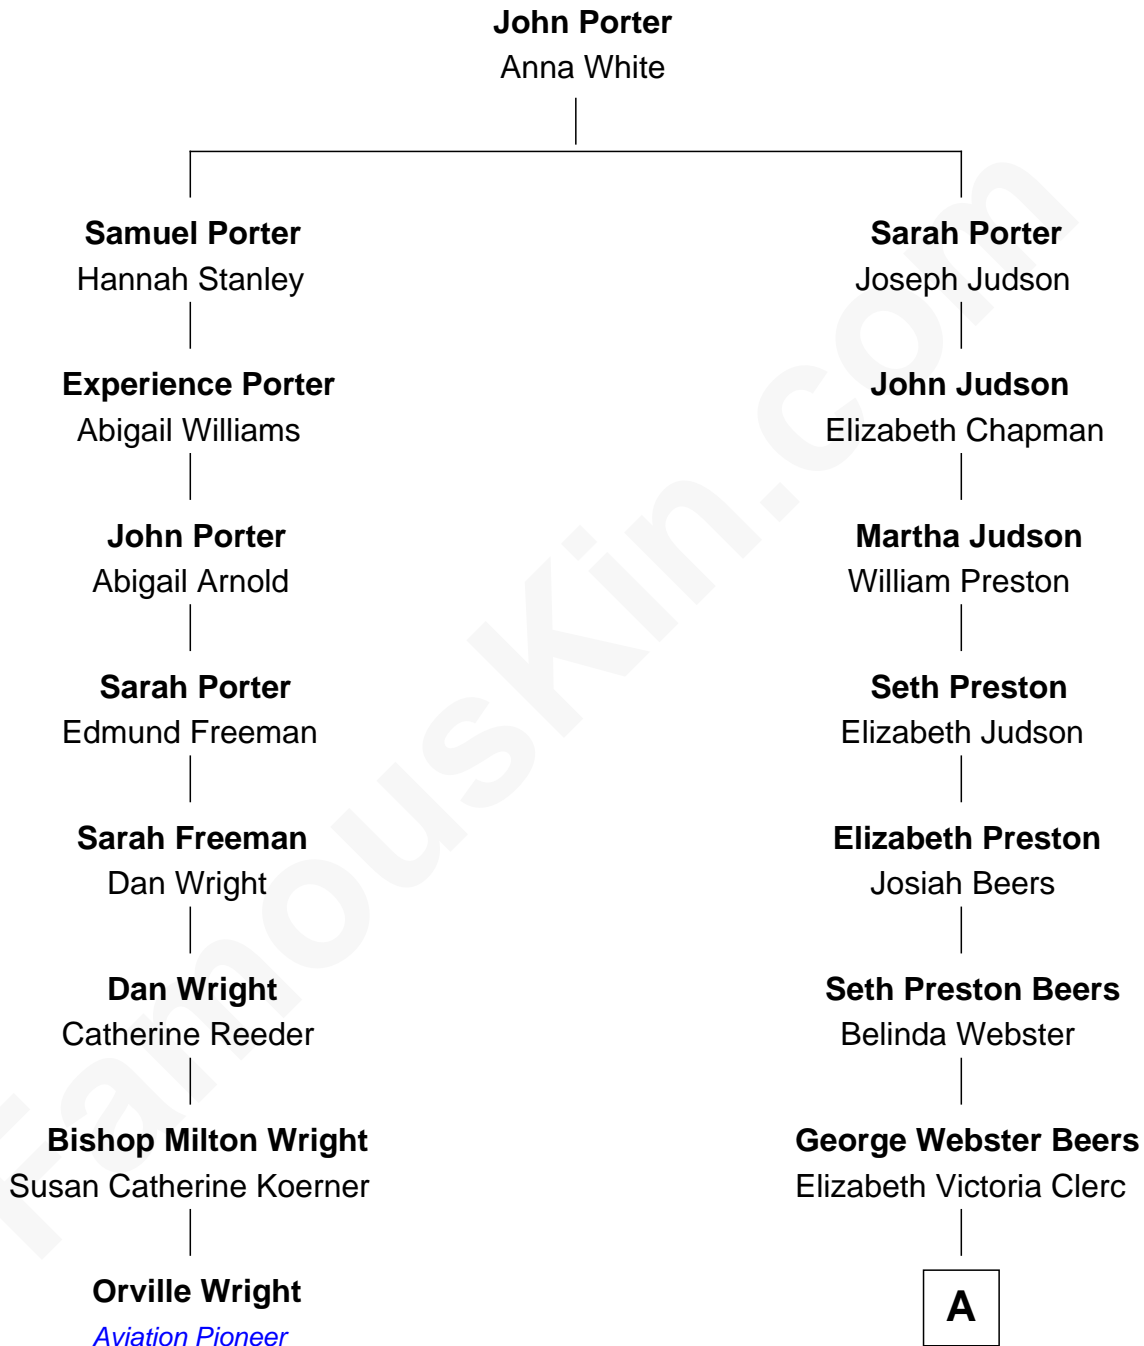 John Porter
Anna White
Samuel Porter
Hannah Stanley
Sarah Porter
Joseph Judson
Experience Porter
Abigail Williams
John Judson
Elizabeth Chapman
John Porter
Abigail Arnold
Martha Judson
William Preston
Sarah Porter
Edmund Freeman
Seth Preston
Elizabeth Judson
Sarah Freeman
Dan Wright
Elizabeth Preston
Josiah Beers
Dan Wright
Catherine Reeder
Seth Preston Beers
Belinda Webster
Bishop Milton Wright
Susan Catherine Koerner
George Webster Beers
Elizabeth Victoria Clerc
Orville Wright
Aviation Pioneer
A
FamousKin.com